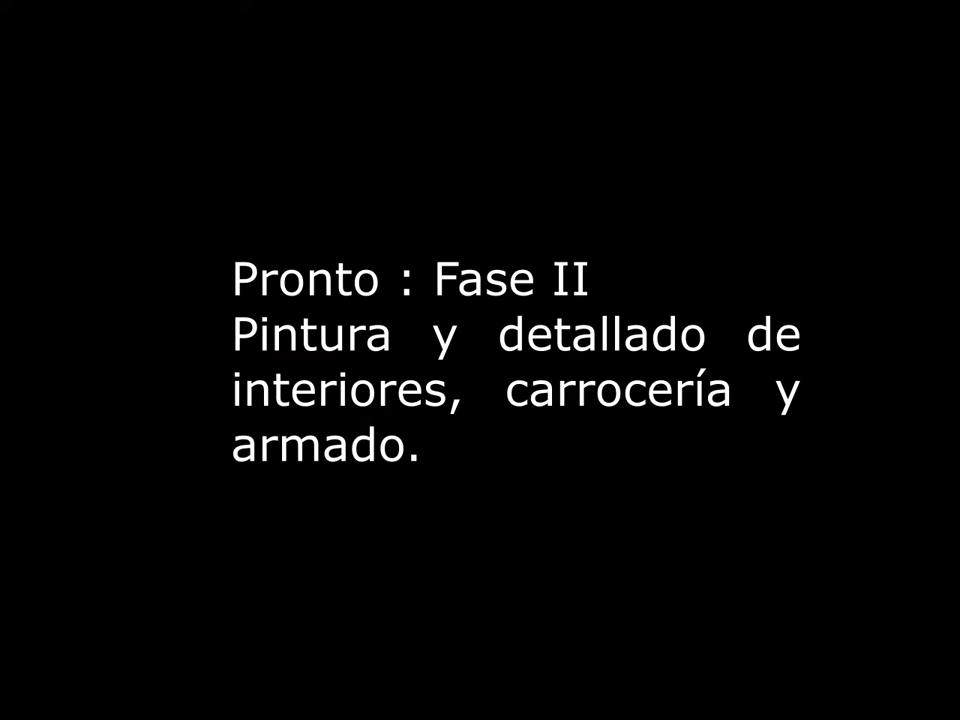 Pronto : Fase II
Pintura y detallado de
interiores, carrocería y
armado.